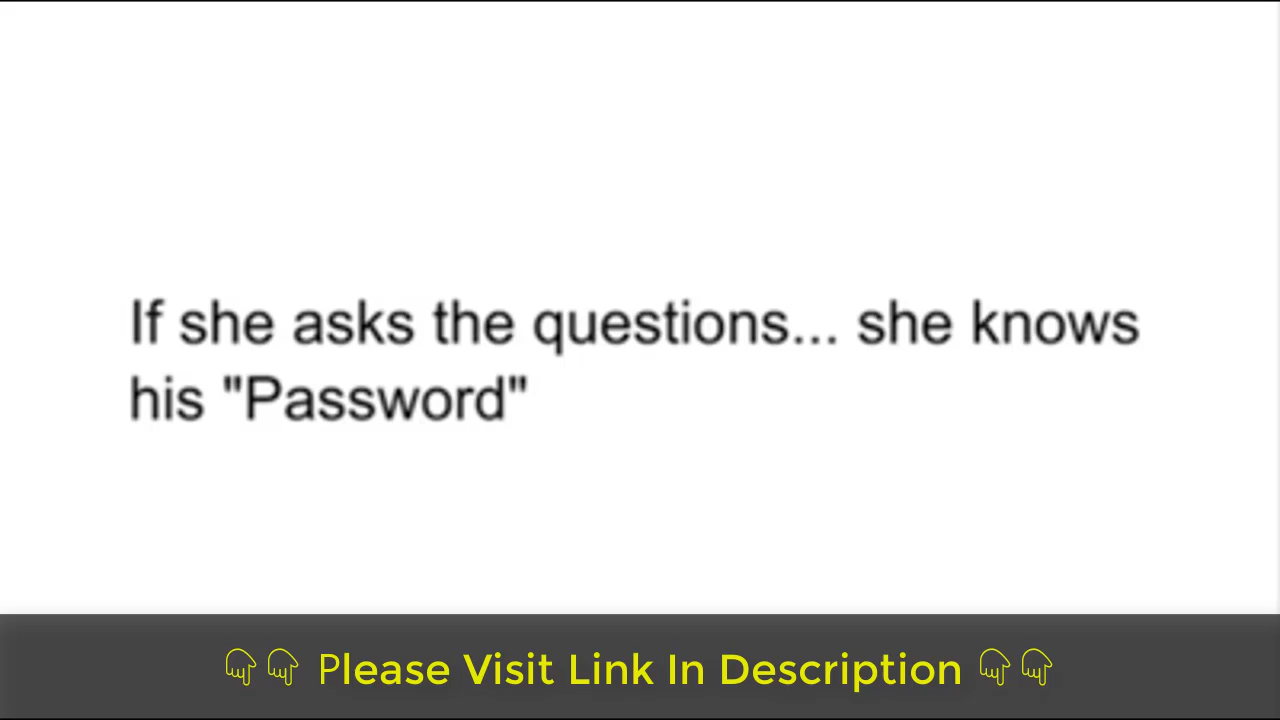 If she asks the questions... she knows
his "Password"
Please Visit Link In Description